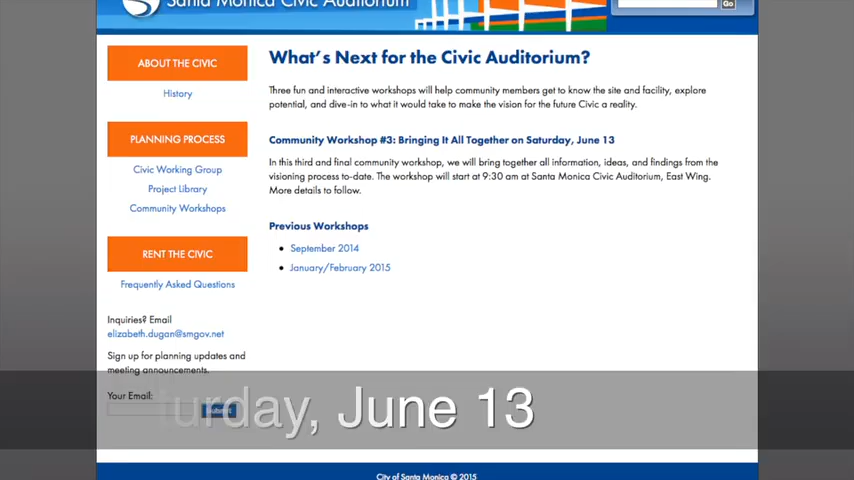 Santa Monica Civic Auditorium
Go
ABOUT THE CIVIC
History
PLANNING PROCESS
Civic Working Group
Project Library
Community Workshops
RENT THE CIVIC
Frequently Asked Questions
Inquiries? Email
elizabeth.dugan@smgov.net
Sign up for planning updates and
meeting announcements.
Your Email:
Submit
What's Next for the Civic Auditorium?
Three fun and interactive workshops will help community members get to know the site and facility, explore
potential, and dive-in to what it would take to make the vision for the future Civic a reality.
Community Workshop #3: Bringing It All Together on Saturday, June 13
In this third and final community workshop, we will bring together all information, ideas, and findings from the
visioning process to-date. The workshop will start at 9:30 am at Santa Monica Civic Auditorium, East Wing.
More details to follow.
Previous Workshops
• September 2014
• January/February 2015
turday, June 13
City of Santa Monica © 2015